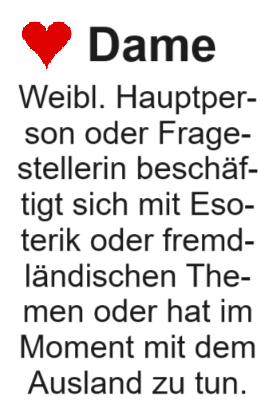 ♥ Dame
Weibl. Hauptper-
son oder Frage-
stellerin beschäf-
tigt sich mit Eso-
terik oder fremd-
ländischen The-
men oder hat im
Moment mit dem
Ausland zu tun.